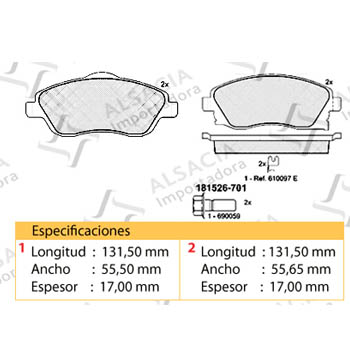 2x
2x
2x
1 - Ref. 610097 E
181526-701
1 - 690059
ALSACIA
Importadora
Especificaciones
1 Longitud : 131,50 mm
Ancho : 55,50 mm
Espesor : 17,00 mm
2 Longitud : 131,50 mm
Ancho : 55,65 mm
Espesor : 17,00 mm